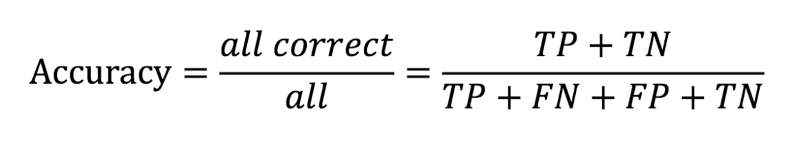 Accuracy = all correct / all = TP + TN / TP + FN + FP + TN